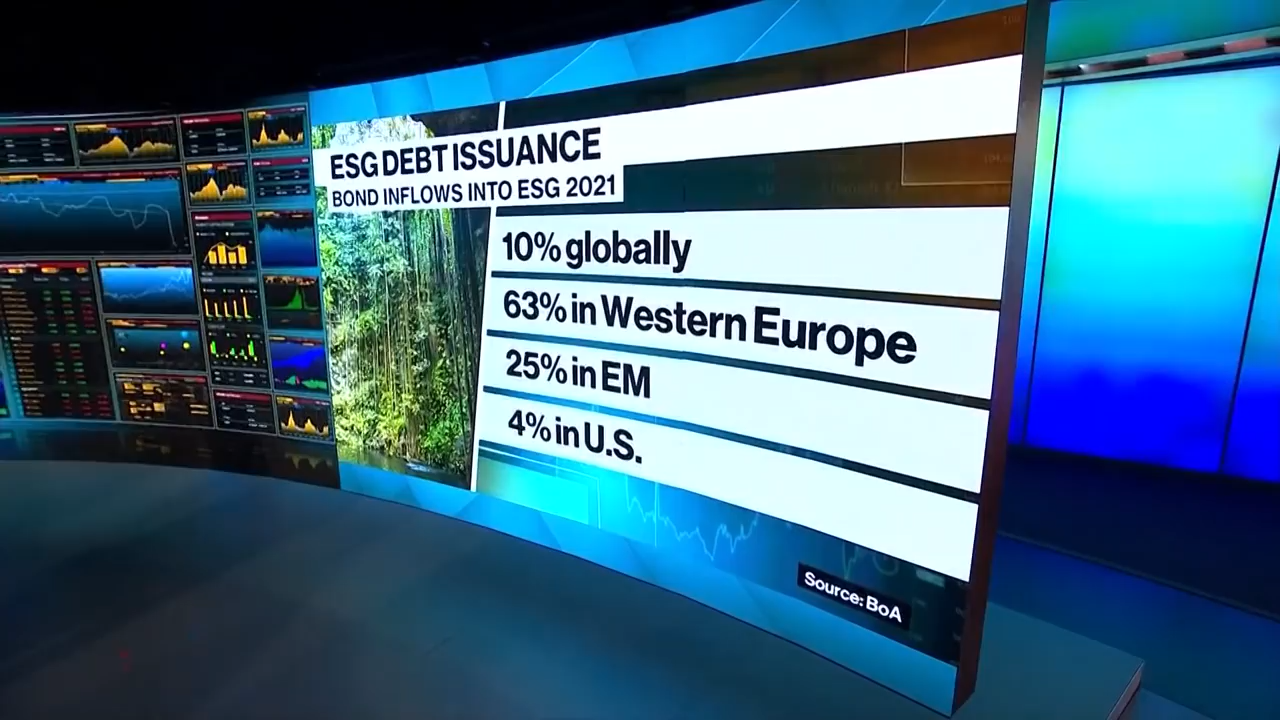 ESG DEBT ISSUANCE
BOND INFLOWS INTO ESG 2021
10% globally
63% in Western Europe
25% in EM
4% in U.S.
Source: BoA